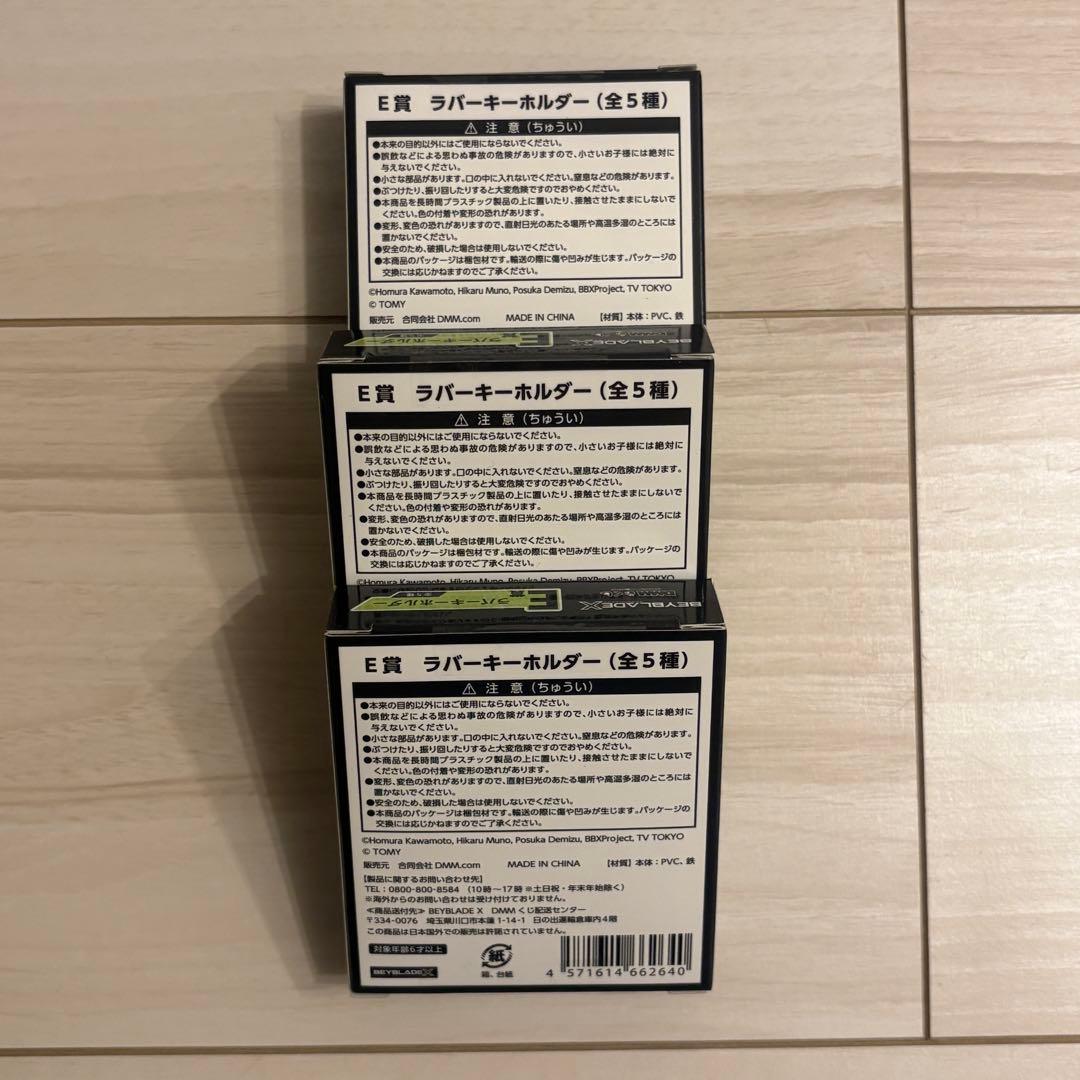 E賞 ラバーキーホルダー(全5種)
⚠ 注 意(ちゅうい)
●本来の目的以外にはご使用にならないでください。
●誤飲などによる思わぬ事故の危険がありますので、小さいお子様には絶対に
与えないでください。
●小さな部品があります。口の中に入れないでください。窒息などの危険があります。
●ぶつけたり、振り回したりすると大変危険ですのでおやめください。
●本商品を長時間プラスチック製品の上に置いたり、接触させたままにしないで
ください。色の付着や変形の恐れがあります。
●変形、変色の恐れがありますので、直射日光のあたる場所や高温多湿のところには
置かないでください。
●安全のため、破損した場合は使用しないでください。
●本商品のパッケージは梱包材です。輸送の際に傷や凹みが生じます。パッケージの
交換には応じかねますのでご了承ください。
©Homura Kawamoto, Hikaru Muno, Posuka Demizu, BBXProject, TV TOKYO
© TOMY
販売元 合同会社DMM.com MADE IN CHINA 【材質】本体:PVC、鉄
BEYBLADE X
E賞 ラバーキーホルダー
E賞 ラバーキーホルダー(全5種)
⚠ 注 意(ちゅうい)
●本来の目的以外にはご使用にならないでください。
●誤飲などによる思わぬ事故の危険がありますので、小さいお子様には絶対に
与えないでください。
●小さな部品があります。口の中に入れないでください。窒息などの危険があります。
●ぶつけたり、振り回したりすると大変危険ですのでおやめください。
●本商品を長時間プラスチック製品の上に置いたり、接触させたままにしないで
ください。色の付着や変形の恐れがあります。
●変形、変色の恐れがありますので、直射日光のあたる場所や高温多湿のところには
置かないでください。
●安全のため、破損した場合は使用しないでください。
●本商品のパッケージは梱包材です。輸送の際に傷や凹みが生じます。パッケージの
交換には応じかねますのでご了承ください。
©Homura Kawamoto, Hikaru Muno, Posuka Demizu, BBXProject, TV TOKYO
BEYBLADE X
E賞 ラバーキーホルダー
E賞 ラバーキーホルダー(全5種)
⚠ 注 意(ちゅうい)
●本来の目的以外にはご使用にならないでください。
●誤飲などによる思わぬ事故の危険がありますので、小さいお子様には絶対に
与えないでください。
●小さな部品があります。口の中に入れないでください。窒息などの危険があります。
●ぶつけたり、振り回したりすると大変危険ですのでおやめください。
●本商品を長時間プラスチック製品の上に置いたり、接触させたままにしないで
ください。色の付着や変形の恐れがあります。
●変形、変色の恐れがありますので、直射日光のあたる場所や高温多湿のところには
置かないでください。
●安全のため、破損した場合は使用しないでください。
●本商品のパッケージは梱包材です。輸送の際に傷や凹みが生じます。パッケージの
交換には応じかねますのでご了承ください。
©Homura Kawamoto, Hikaru Muno, Posuka Demizu, BBXProject, TV TOKYO
© TOMY
販売元 合同会社DMM.com MADE IN CHINA 【材質】本体:PVC、鉄
【製品に関するお問い合わせ先】
TEL:0800-800-8584 (10時〜17時 ※土日祝・年末年始除く)
※海外からのお問い合わせは受け付けておりません。
≪商品送付先≫ BEYBLADE X DMMくじ配送センター
〒334-0076 埼玉県川口市本蓮1-14-1 日の出運輸倉庫内4階
この商品は日本国外での販売は許諾されていません。
対象年齢6才以上
紙
箱、台紙
BEYBLADE X
4 571614 662640